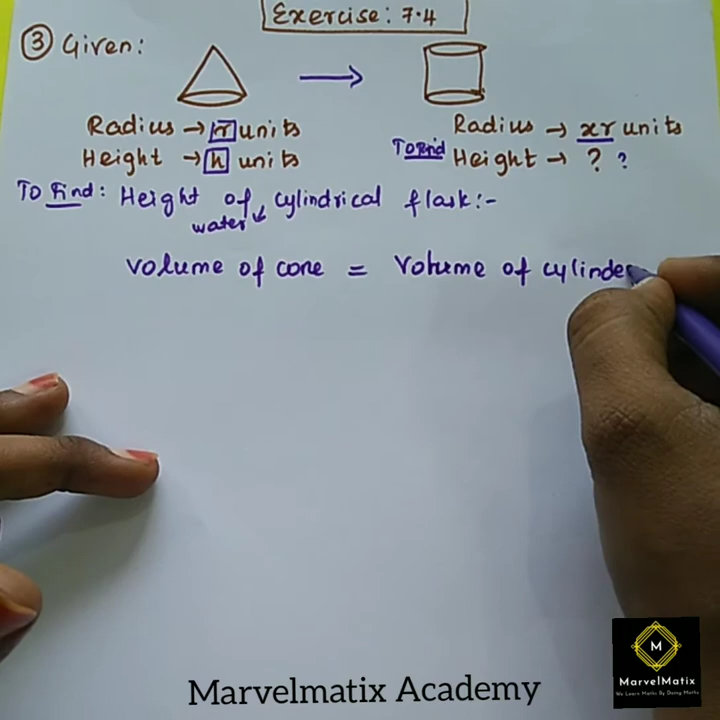 Exercise: 7.4
③ Given:
Radius → r units
Height → h units
Radius → xr units
To Find Height → ? ?
To Find: Height of cylindrical flask:-
water
Volume of cone = Volume of cylinder
Marvelmatix Academy
M
MarvelMatix
We Learn Maths By Doing Maths